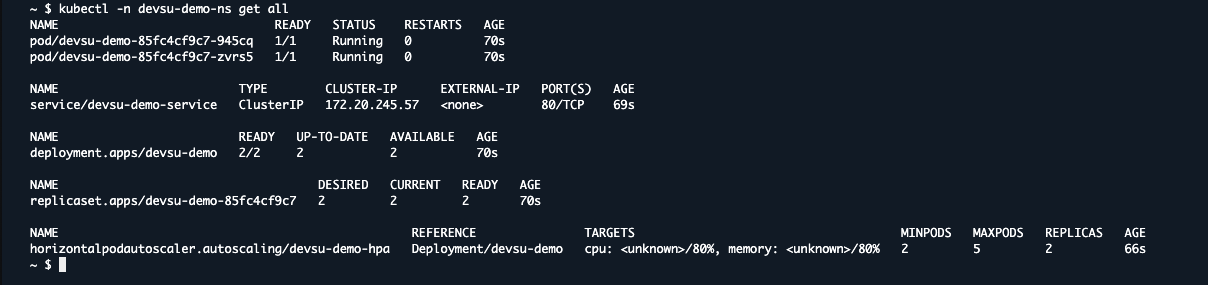 ~ $ kubectl -n devsu-demo-ns get all
NAME READY STATUS RESTARTS AGE
pod/devsu-demo-85fc4cf9c7-945cq 1/1 Running 0 70s
pod/devsu-demo-85fc4cf9c7-zvrs5 1/1 Running 0 70s
NAME TYPE CLUSTER-IP EXTERNAL-IP PORT(S) AGE
service/devsu-demo-service ClusterIP 172.20.245.57 <none> 80/TCP 69s
NAME READY UP-TO-DATE AVAILABLE AGE
deployment.apps/devsu-demo 2/2 2 2 70s
NAME DESIRED CURRENT READY AGE
replicaset.apps/devsu-demo-85fc4cf9c7 2 2 2 70s
NAME REFERENCE TARGETS MINPODS MAXPODS REPLICAS AGE
horizontalpodautoscaler.autoscaling/devsu-demo-hpa Deployment/devsu-demo cpu: <unknown>/80%, memory: <unknown>/80% 2 5 2 66s
~ $